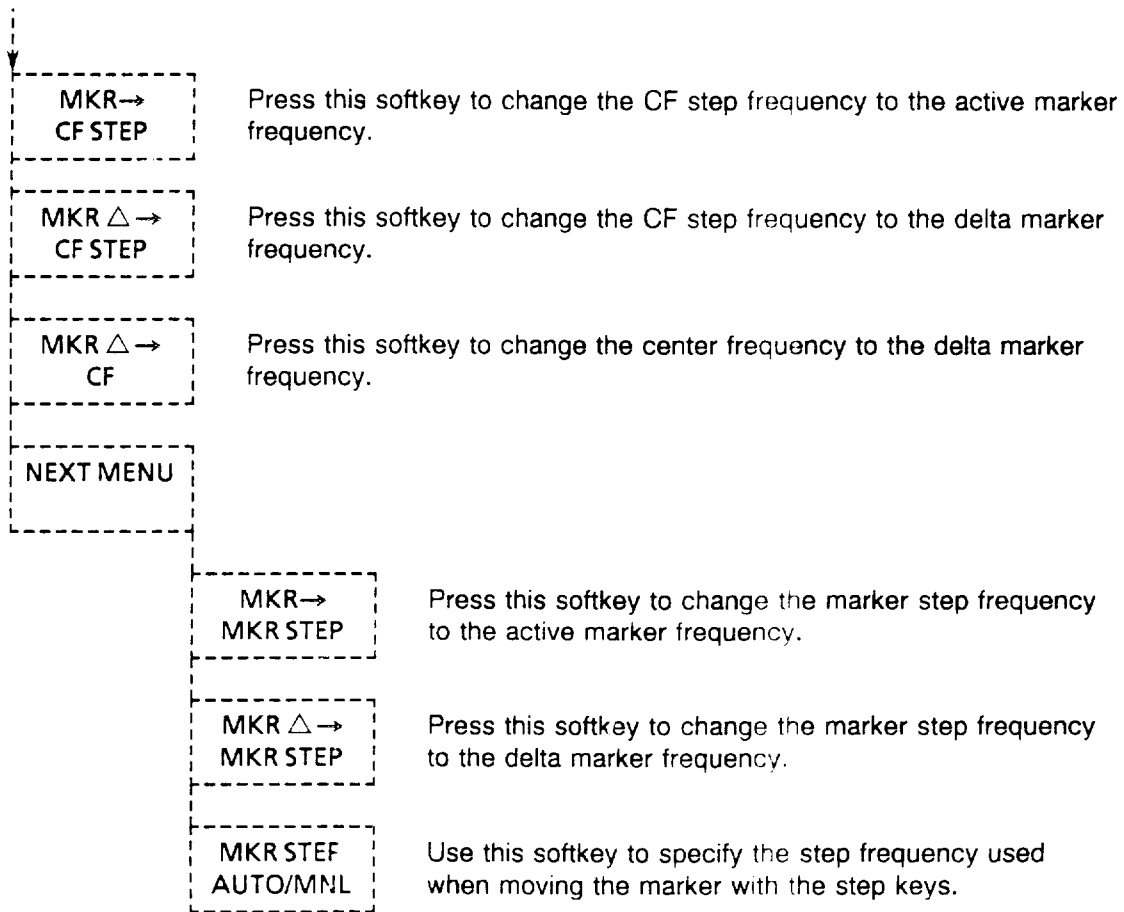 MKR→
CF STEP
Press this softkey to change the CF step frequency to the active marker
frequency.
MKR △→
CF STEP
Press this softkey to change the CF step frequency to the delta marker
frequency.
MKR △→
CF
Press this softkey to change the center frequency to the delta marker
frequency.
NEXT MENU
MKR→
MKR STEP
Press this softkey to change the marker step frequency
to the active marker frequency.
MKR △→
MKR STEP
Press this softkey to change the marker step frequency
to the delta marker frequency.
MKR STEP
AUTO/MNL
Use this softkey to specify the step frequency used
when moving the marker with the step keys.